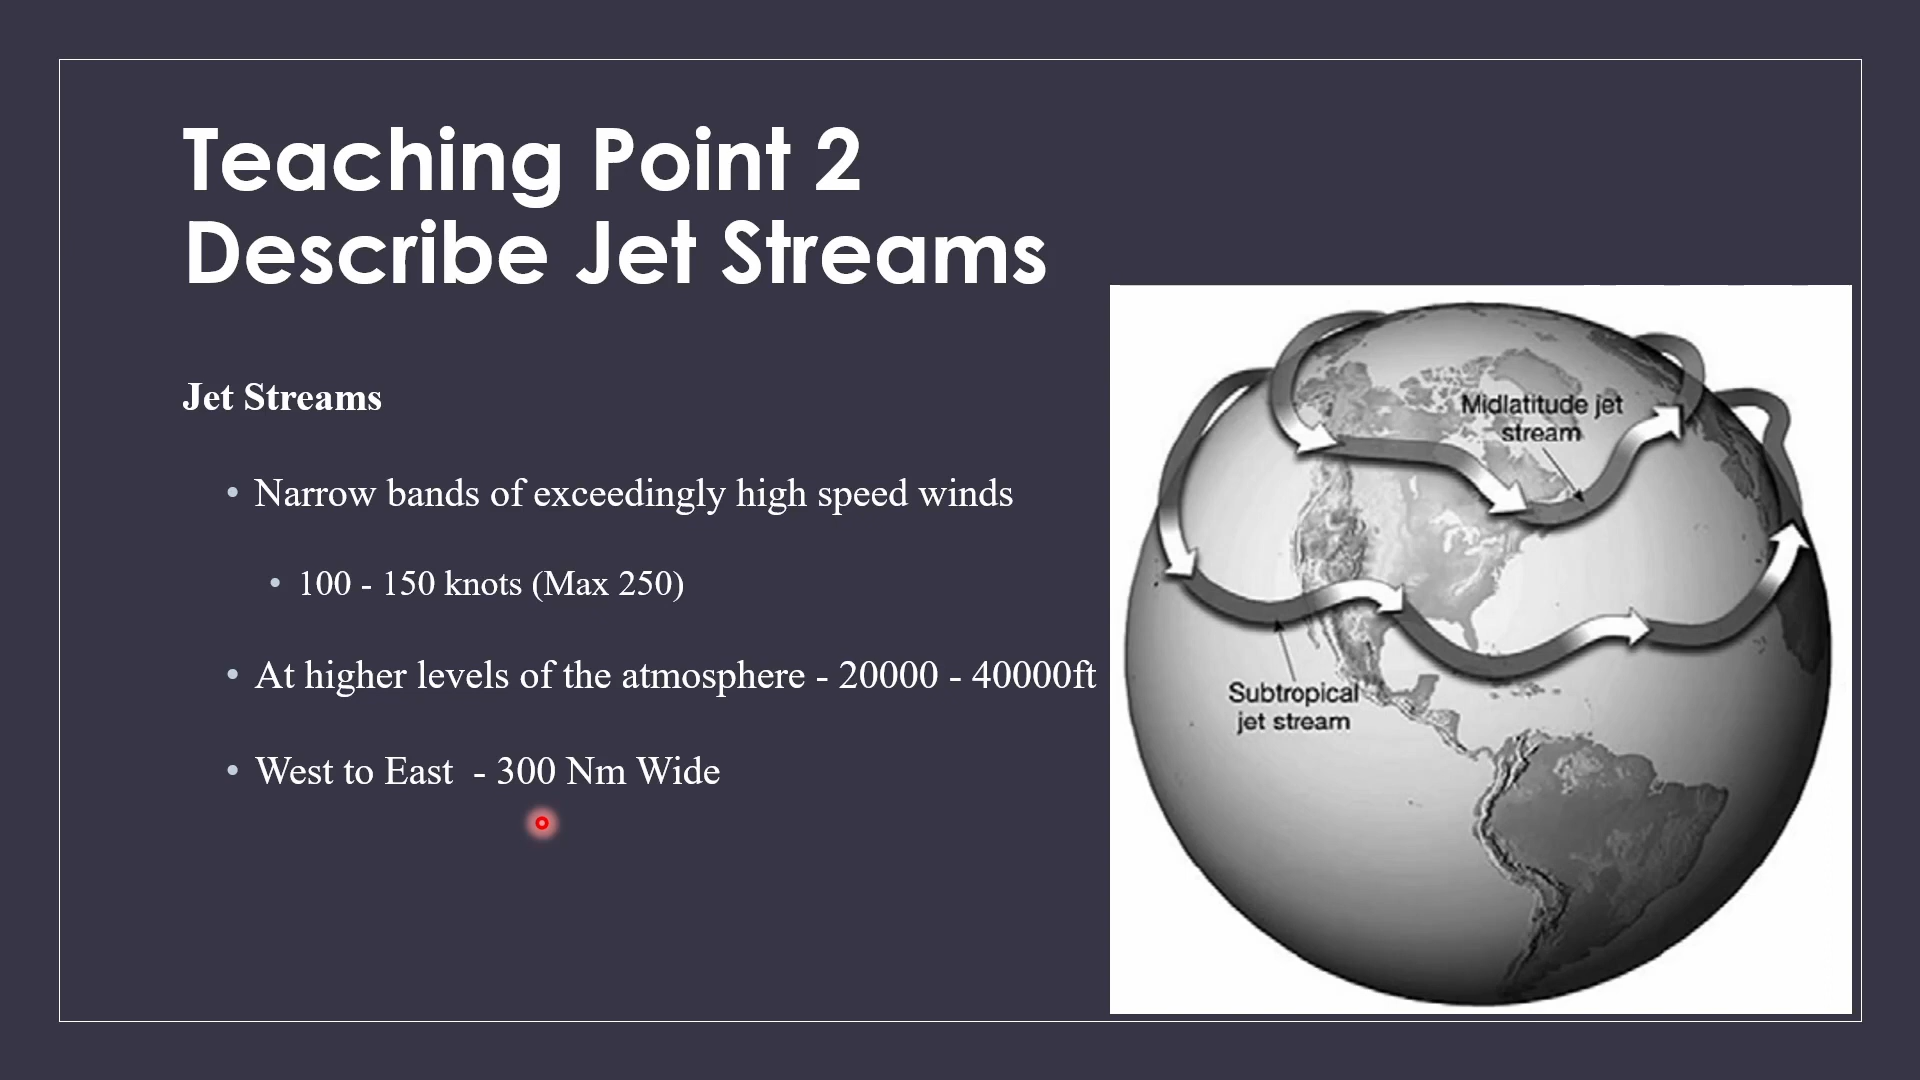 Teaching Point 2
Describe Jet Streams
Jet Streams
• Narrow bands of exceedingly high speed winds
• 100 - 150 knots (Max 250)
• At higher levels of the atmosphere - 20000 - 40000ft
• West to East  - 300 Nm Wide
Midlatitude jet
stream
Subtropical
jet stream